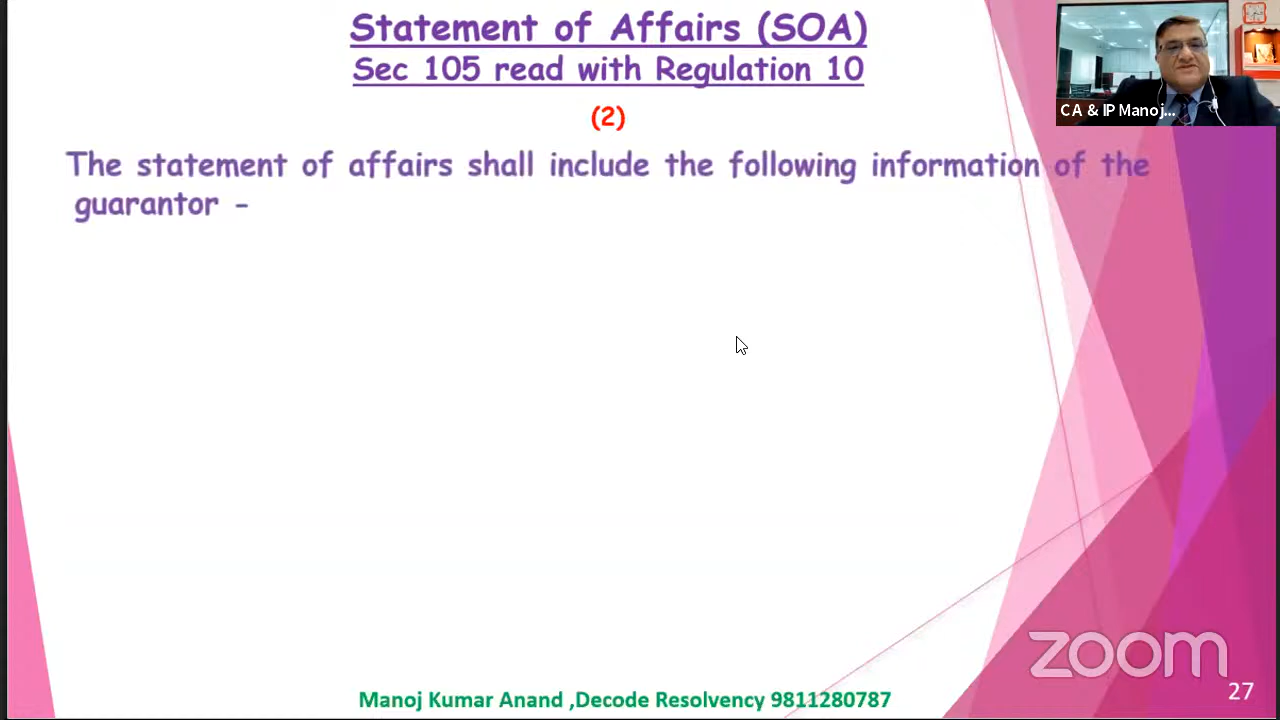 Statement of Affairs (SOA)
Sec 105 read with Regulation 10
(2)
CA & IP Manoj...
The statement of affairs shall include the following information of the
guarantor -
zoom
Manoj Kumar Anand ,Decode Resolvency 9811280787
27